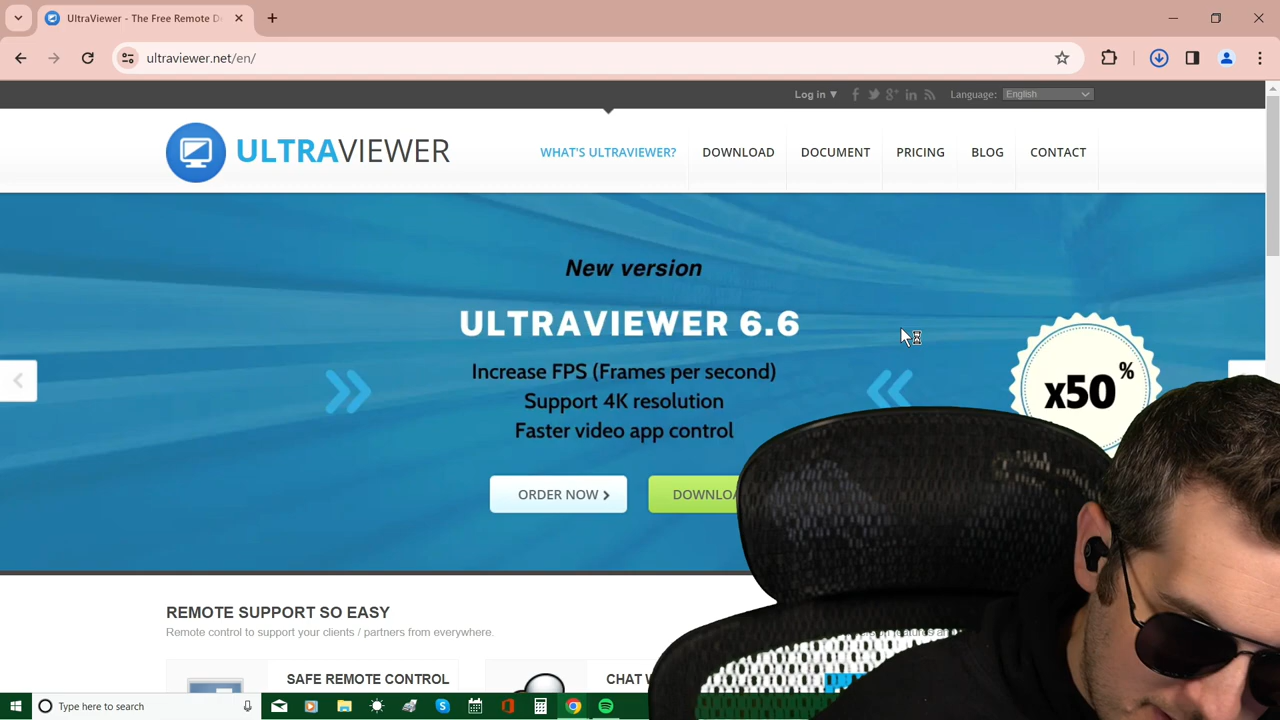 UltraViewer - The Free Remote D
ultraviewer.net/en/
Log in ▼
Language:
English
ULTRAVIEWER
WHAT'S ULTRAVIEWER?
DOWNLOAD
DOCUMENT
PRICING
BLOG
CONTACT
New version
ULTRAVIEWER 6.6
Increase FPS (Frames per second)
Support 4K resolution
Faster video app control
x50%
ORDER NOW
REMOTE SUPPORT SO EASY
Remote control to support your clients / partners from everywhere.
SAFE REMOTE CONTROL
CHAT
Type here to search